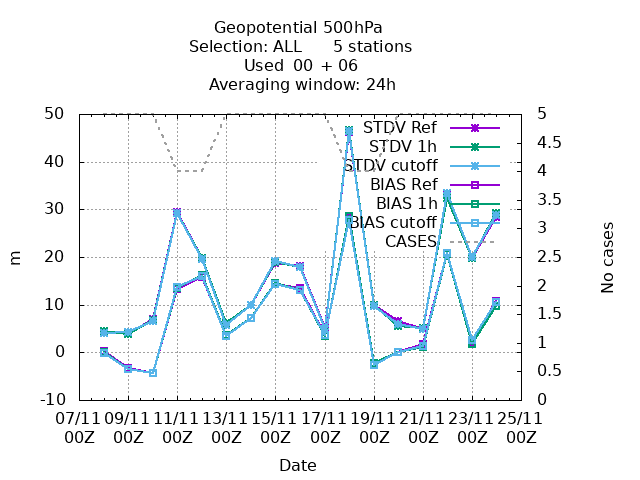 Geopotential 500hPa
Selection: ALL 5 stations
Used 00 + 06
Averaging window: 24h
50
40
30
20
10
0
-10
m
5
4.5
4
3.5
3
2.5
2
1.5
1
0.5
0
No cases
STDV Ref
STDV 1h
STDV cutoff
BIAS Ref
BIAS 1h
BIAS cutoff
CASES
07/11 09/11 11/11 13/11 15/11 17/11 19/11 21/11 23/11 25/11
00Z 00Z 00Z 00Z 00Z 00Z 00Z 00Z 00Z 00Z
Date